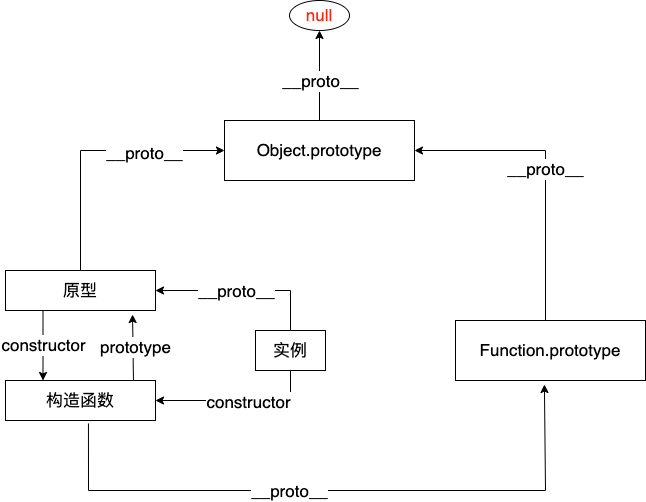 null
__proto__
Object.prototype
__proto__
__proto__
原型
__proto__
constructor
prototype
实例
Function.prototype
构造函数
constructor
__proto__